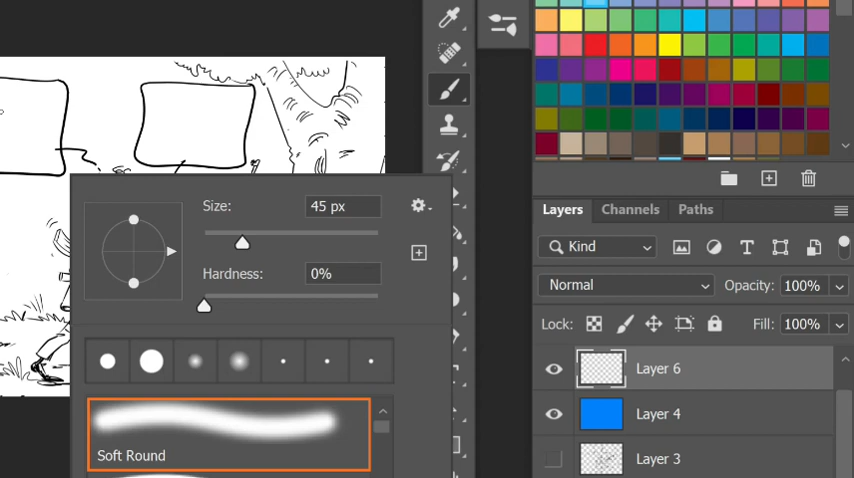 Size:
45 px
Hardness:
0%
Soft Round
Layers
Channels
Paths
Kind
Normal
Opacity:
100%
Lock:
Fill:
100%
Layer 6
Layer 4
Layer 3